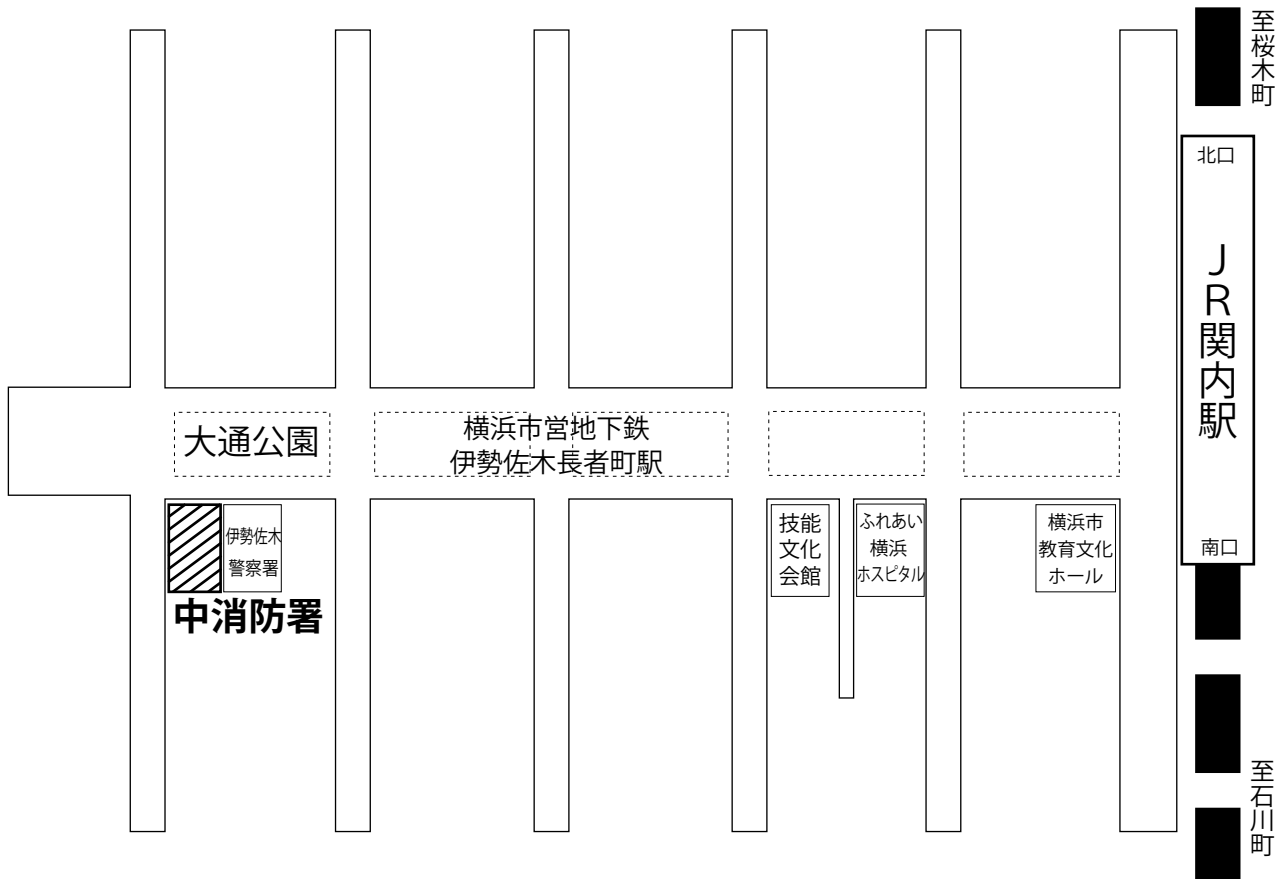 至桜木町
北口
JR関内駅
大通公園
横浜市営地下鉄
伊勢佐木長者町駅
伊勢佐木
警察署
技能
文化
会館
ふれあい
横浜
ホスピタル
横浜市
教育文化
ホール
南口
中消防署
至石川町